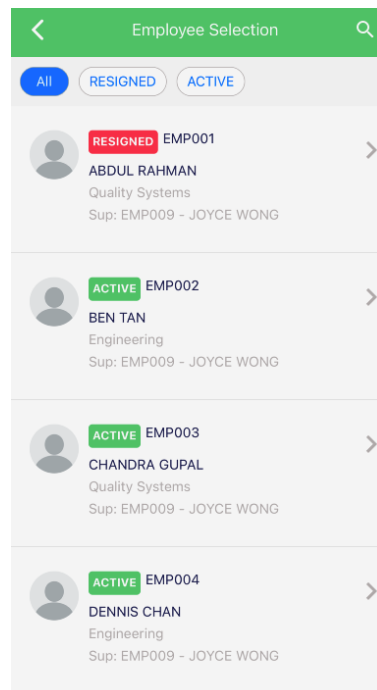 Employee Selection
All RESIGNED ACTIVE
RESIGNED EMP001
ABDUL RAHMAN
Quality Systems
Sup: EMP009 - JOYCE WONG
ACTIVE EMP002
BEN TAN
Engineering
Sup: EMP009 - JOYCE WONG
ACTIVE EMP003
CHANDRA GUPAL
Quality Systems
Sup: EMP009 - JOYCE WONG
ACTIVE EMP004
DENNIS CHAN
Engineering
Sup: EMP009 - JOYCE WONG